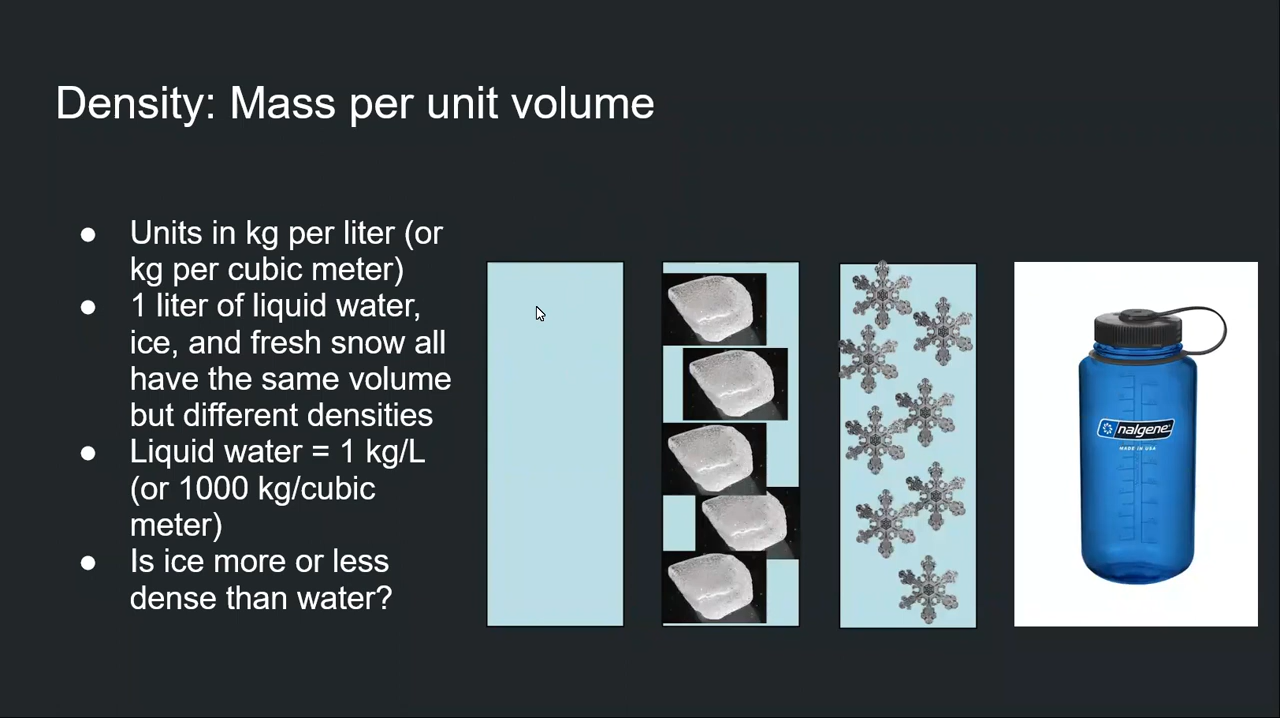 Density: Mass per unit volume
● Units in kg per liter (or
kg per cubic meter)
● 1 liter of liquid water,
ice, and fresh snow all
have the same volume
but different densities
● Liquid water = 1 kg/L
(or 1000 kg/cubic
meter)
● Is ice more or less
dense than water?
nalgene
MADE IN USA